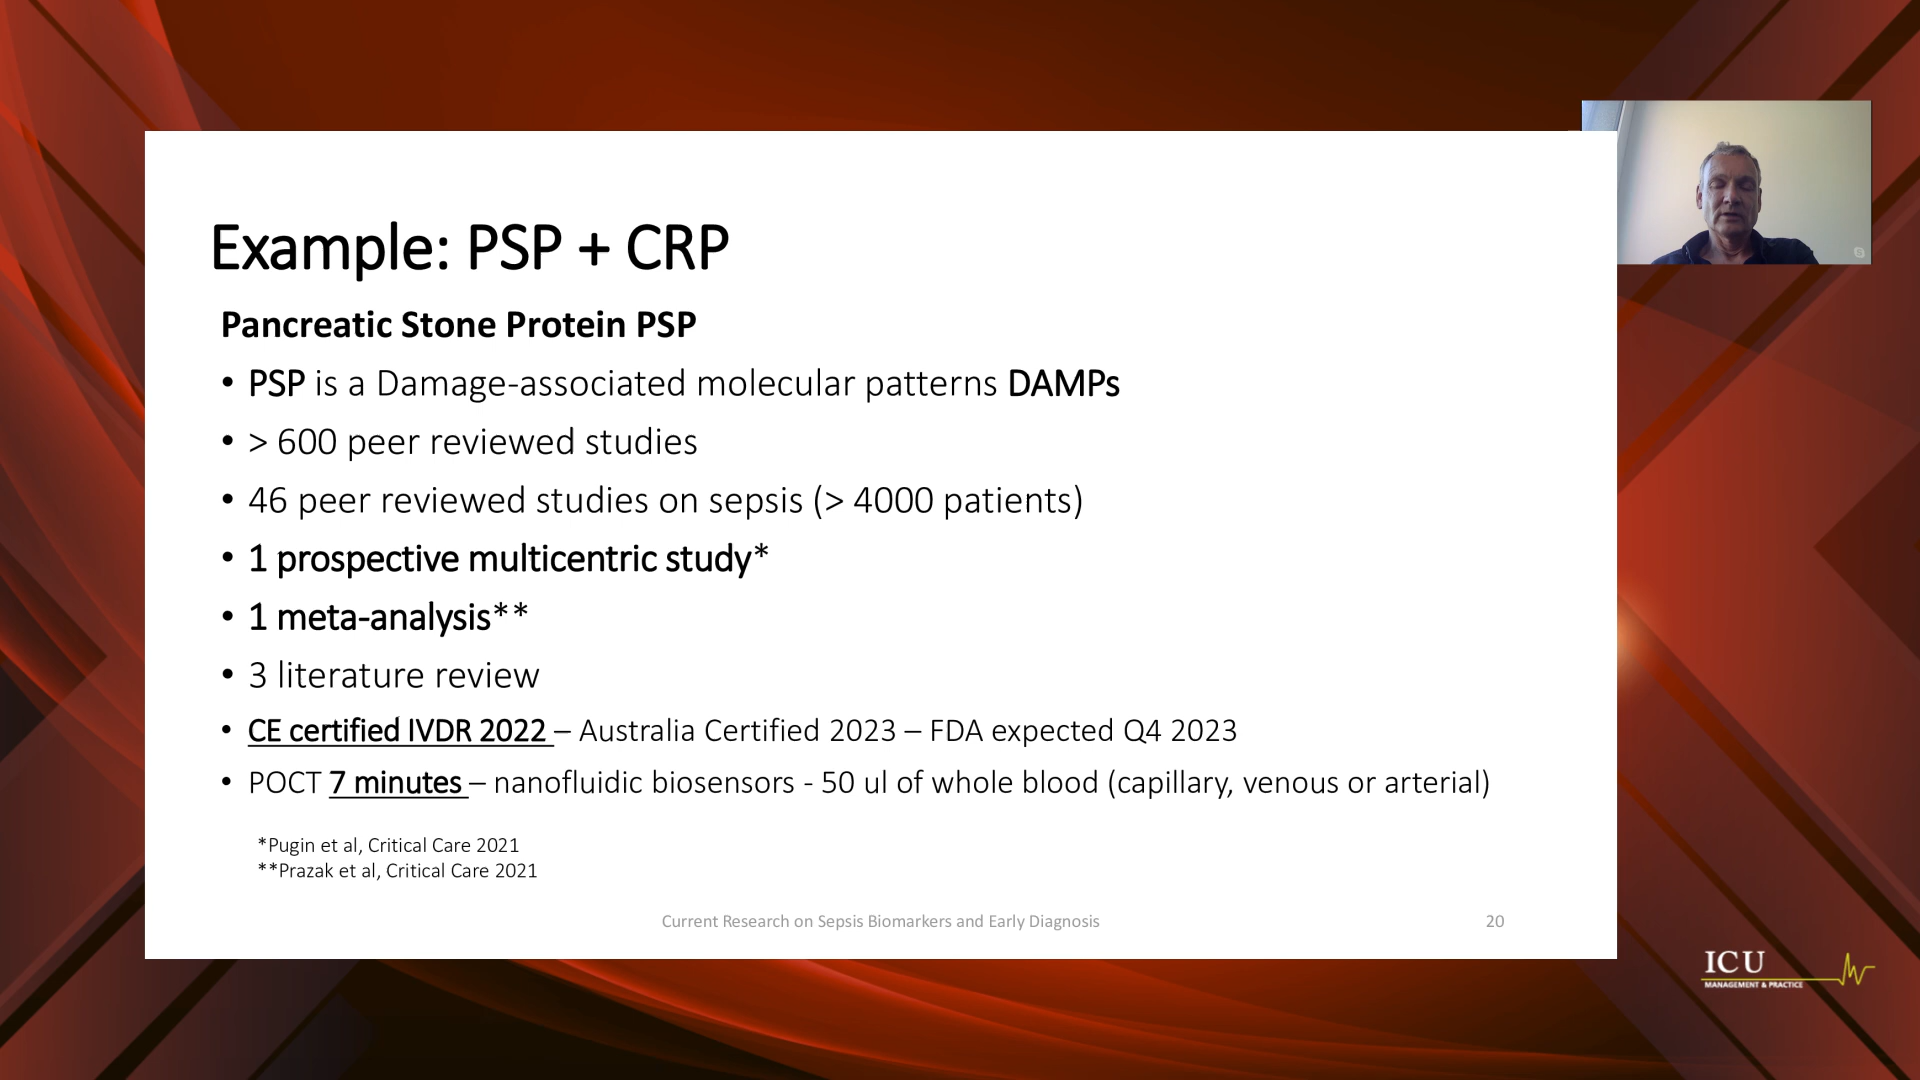 Example: PSP + CRP
Pancreatic Stone Protein PSP
• PSP is a Damage-associated molecular patterns DAMPs
• > 600 peer reviewed studies
• 46 peer reviewed studies on sepsis (> 4000 patients)
• 1 prospective multicentric study*
• 1 meta-analysis**
• 3 literature review
• CE certified IVDR 2022 – Australia Certified 2023 – FDA expected Q4 2023
• POCT 7 minutes – nanofluidic biosensors - 50 ul of whole blood (capillary, venous or arterial)
*Pugin et al, Critical Care 2021
**Prazak et al, Critical Care 2021
Current Research on Sepsis Biomarkers and Early Diagnosis
20
ICU
MANAGEMENT & PRACTICE